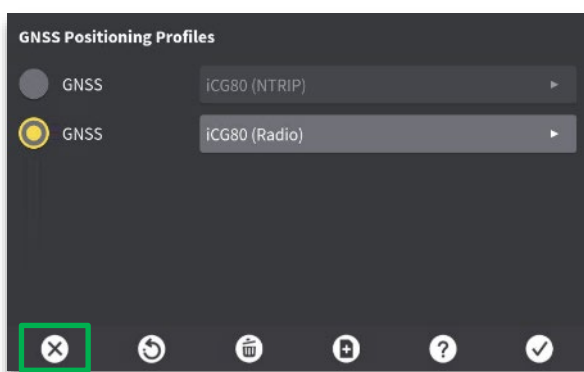 GNSS Positioning Profiles
GNSS iCG80 (NTRIP)
GNSS iCG80 (Radio)